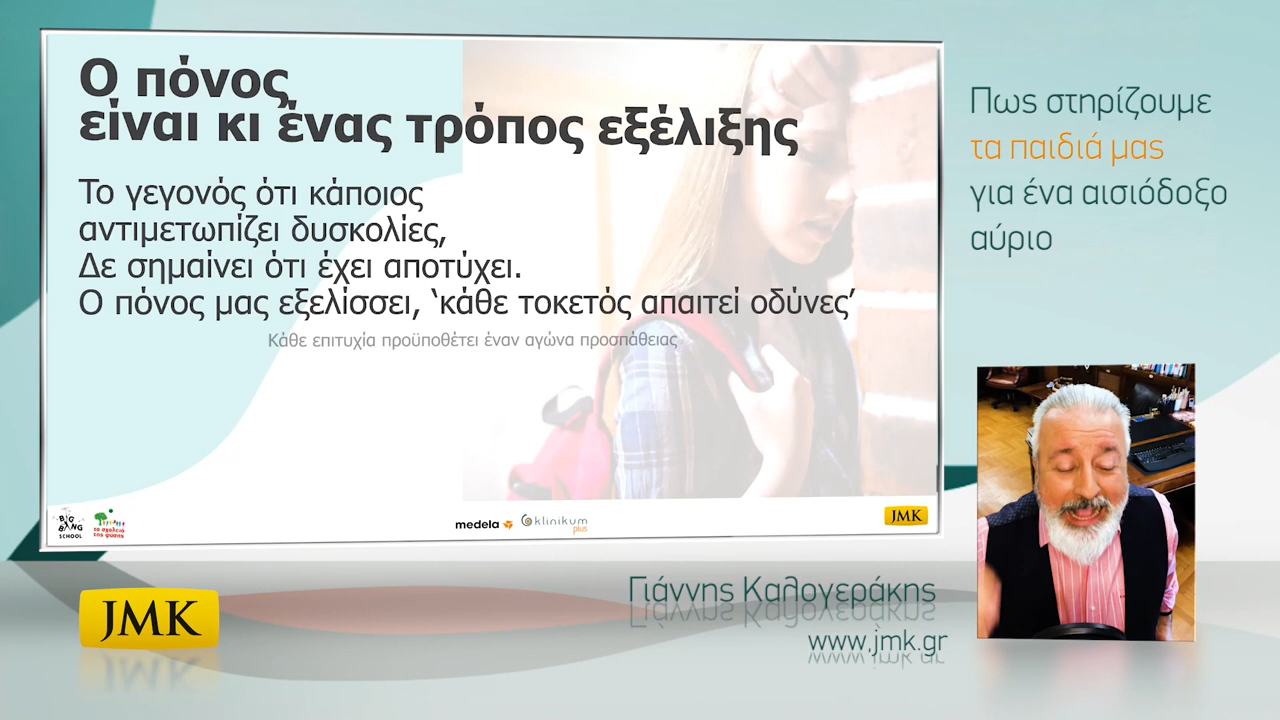 Ο πόνος
είναι κι ένας τρόπος εξέλιξης
Το γεγονός ότι κάποιος
αντιμετωπίζει δυσκολίες,
Δε σημαίνει ότι έχει αποτύχει.
Ο πόνος μας εξελίσσει, ‘κάθε τοκετός απαιτεί οδύνες’
Κάθε επιτυχία προϋποθέτει έναν αγώνα προσπάθειας
BIG BANG
SCHOOL
το σχολείο
της φύσης
medela
klinikum
plus
JMK
Πως στηρίζουμε
τα παιδιά μας
για ένα αισιόδοξο
αύριο
JMK
Γιάννης Καλογεράκης
www.jmk.gr